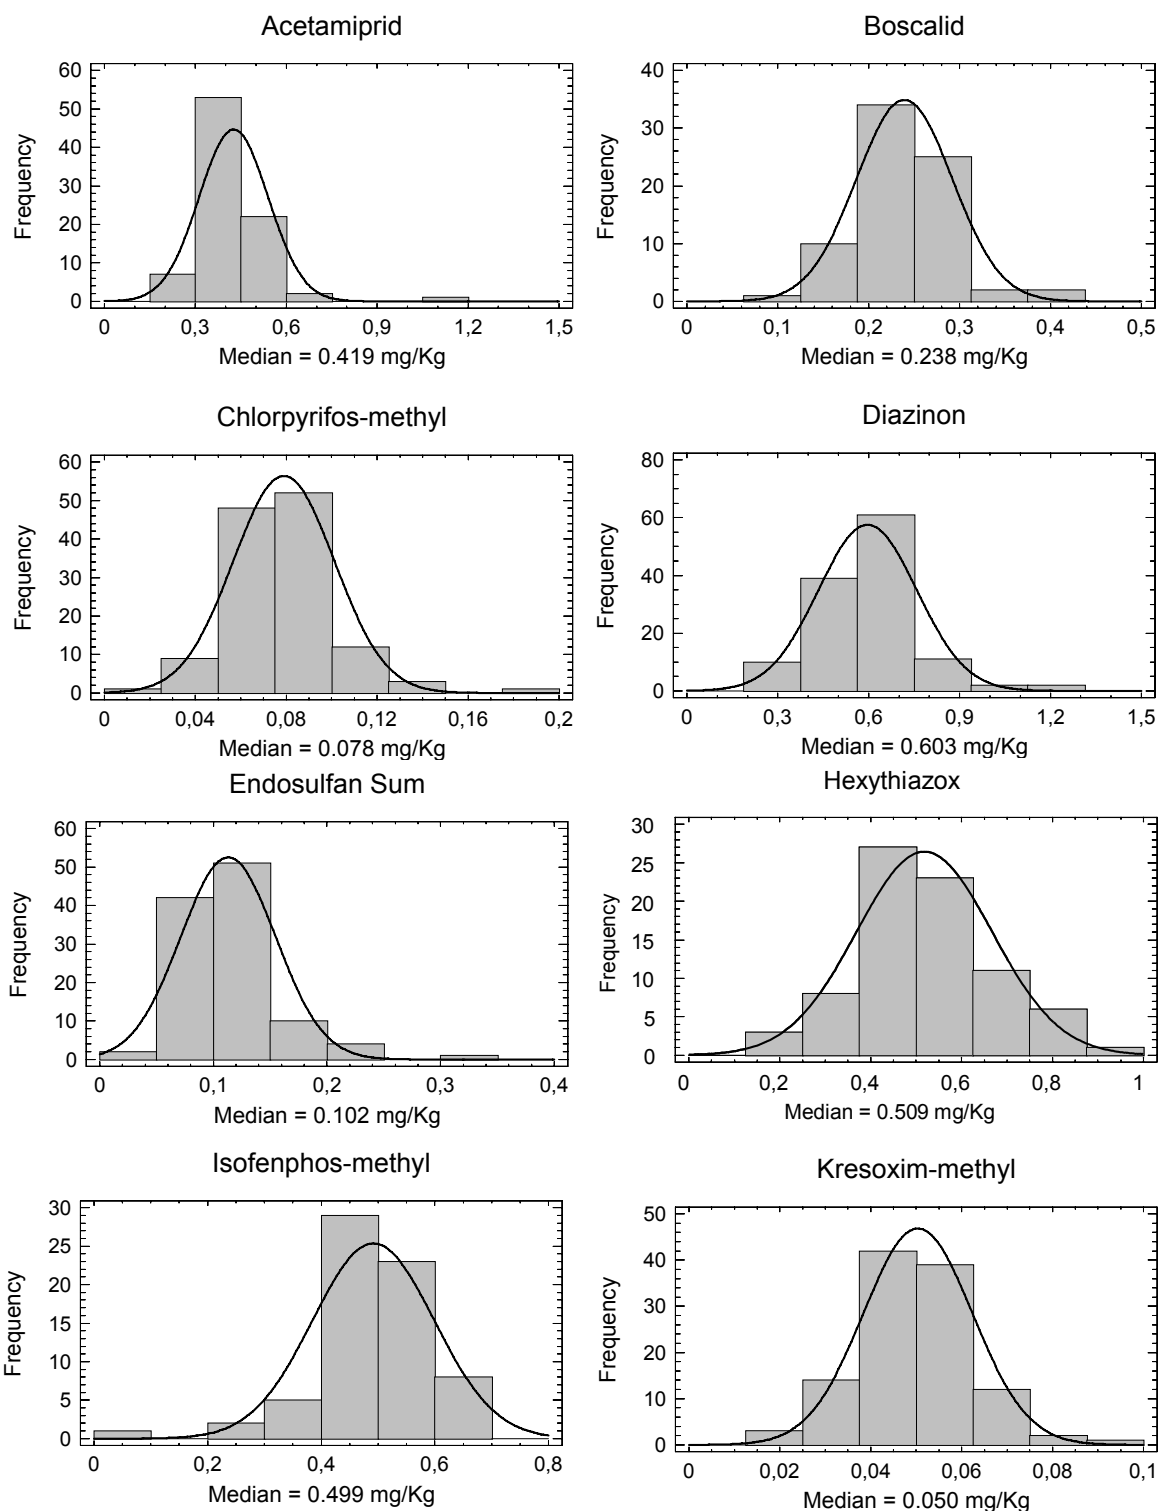 Acetamiprid
60
50
40
30
20
10
0
Frequency
0 0,3 0,6 0,9 1,2 1,5
Median = 0.419 mg/Kg
Boscalid
40
30
20
10
0
Frequency
0 0,1 0,2 0,3 0,4 0,5
Median = 0.238 mg/Kg
Chlorpyrifos-methyl
60
50
40
30
20
10
0
Frequency
0 0,04 0,08 0,12 0,16 0,2
Median = 0.078 mg/Kg
Diazinon
80
60
40
20
0
Frequency
0 0,3 0,6 0,9 1,2 1,5
Median = 0.603 mg/Kg
Endosulfan Sum
60
50
40
30
20
10
0
Frequency
0 0,1 0,2 0,3 0,4
Median = 0.102 mg/Kg
Hexythiazox
30
25
20
15
10
5
0
Frequency
0 0,2 0,4 0,6 0,8 1
Median = 0.509 mg/Kg
Isofenphos-methyl
30
25
20
15
10
5
0
Frequency
0 0,2 0,4 0,6 0,8
Median = 0.499 mg/Kg
Kresoxim-methyl
50
40
30
20
10
0
Frequency
0 0,02 0,04 0,06 0,08 0,1
Median = 0.050 mg/Kg